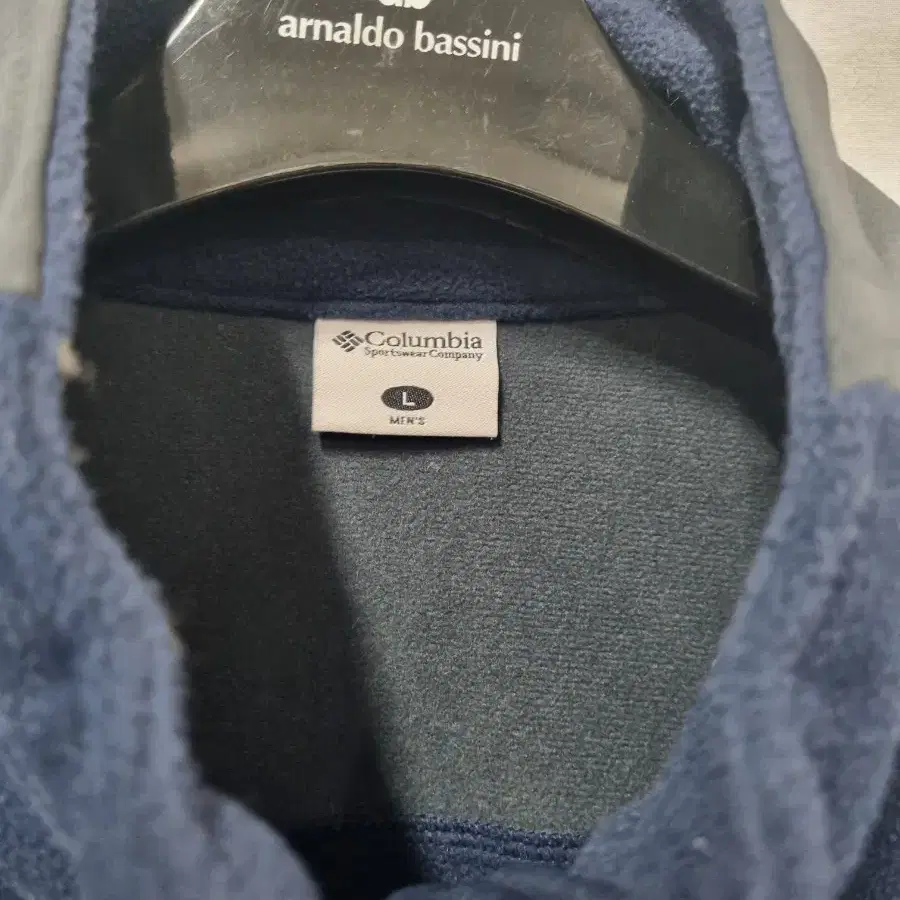 arnaldo bassini
Columbia
Sportswear Company
L
MEN'S